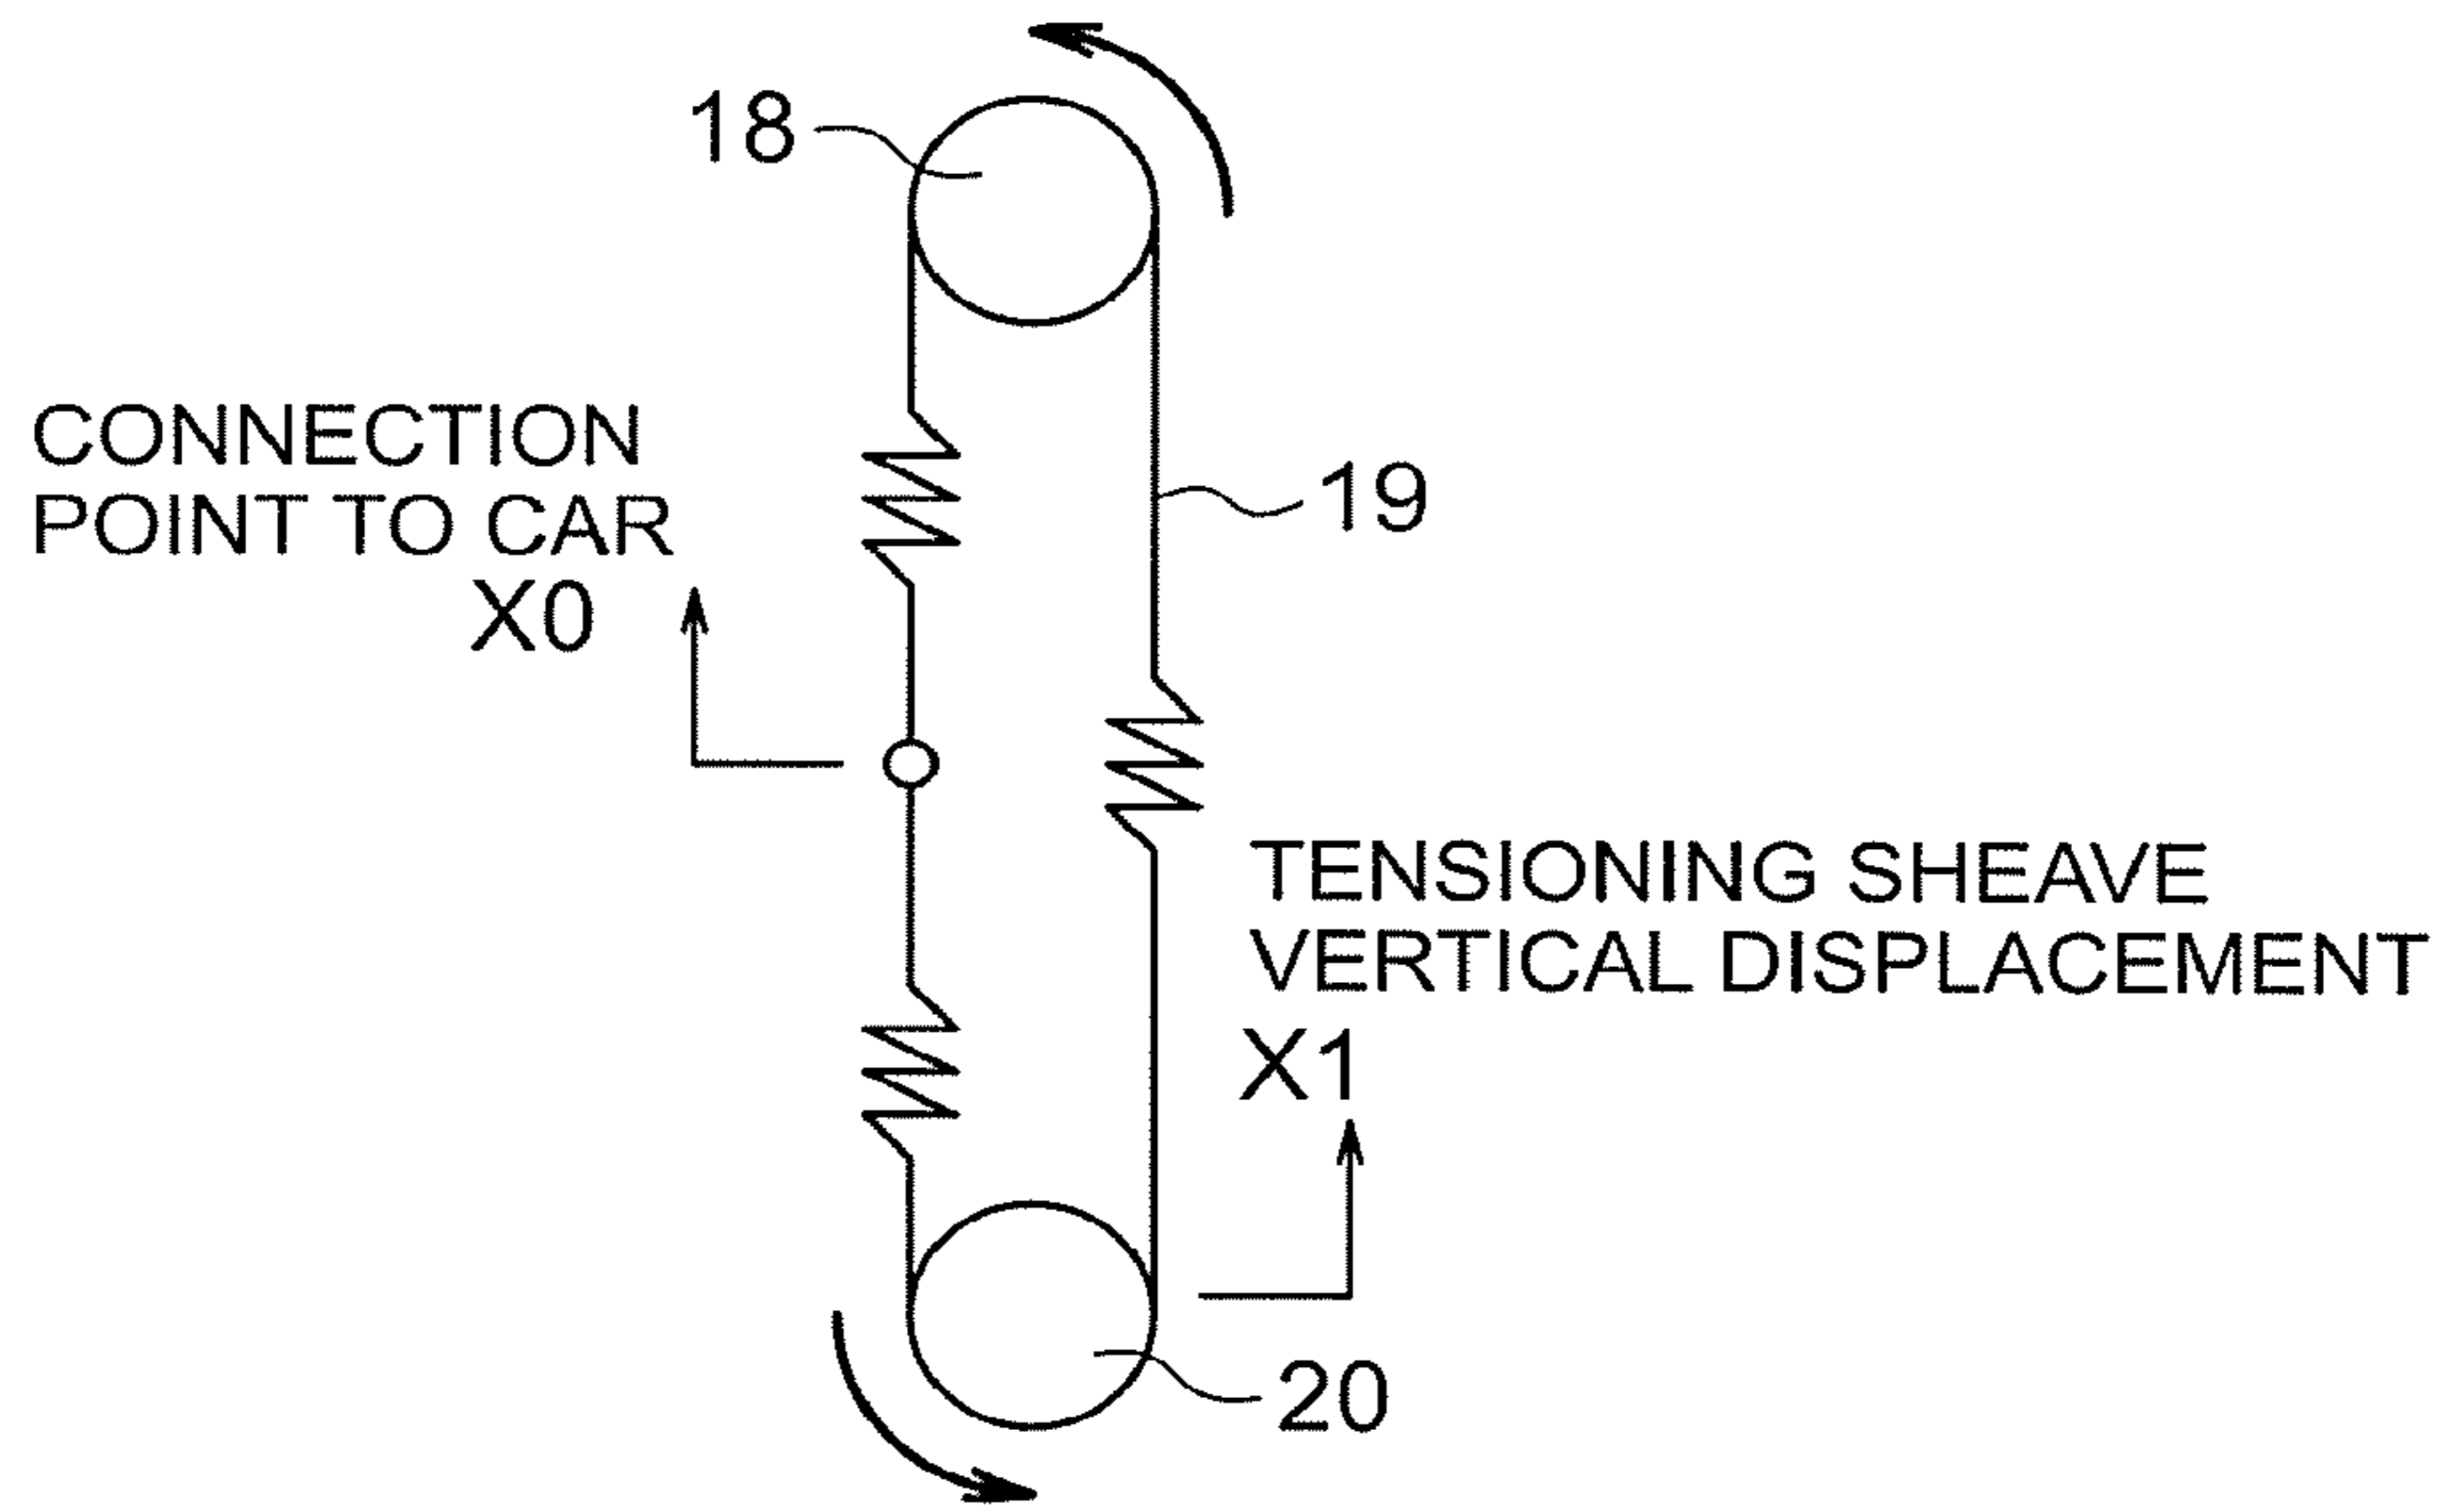 18
CONNECTION
POINT TO CAR
X0
19
TENSIONING SHEAVE
VERTICAL DISPLACEMENT
X1
20